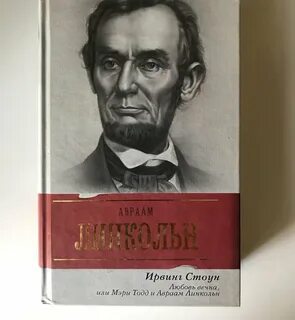 АВРААМ
ЛИНКОЛЬН
Ирвинг Стоун
Любовь вечна,
или Мэри Тодд и Авраам Линкольн